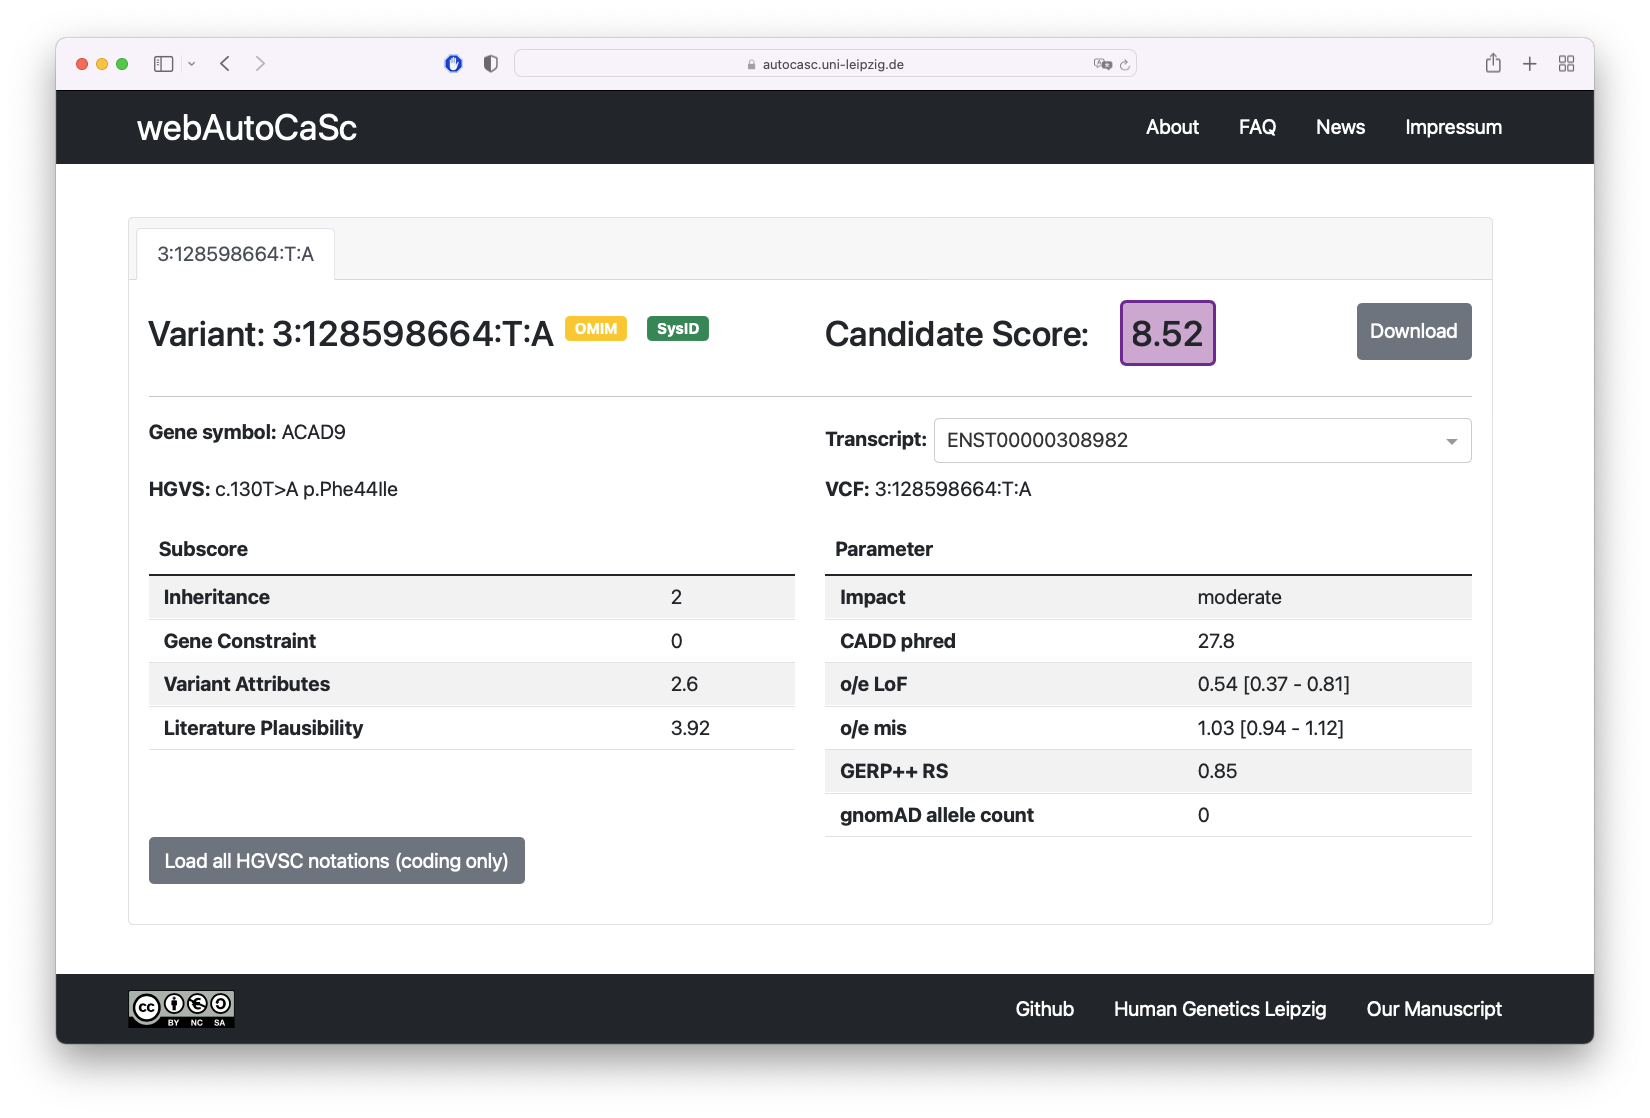 autocasc.uni-leipzig.de
webAutoCaSc
About FAQ News Impressum
3:128598664:T:A
Variant: 3:128598664:T:A OMIM SysID
Candidate Score: 8.52
Download
Gene symbol: ACAD9
Transcript: ENST00000308982
HGVS: c.130T>A p.Phe44Ile
VCF: 3:128598664:T:A
Subscore
Inheritance 2
Gene Constraint 0
Variant Attributes 2.6
Literature Plausibility 3.92
Parameter
Impact moderate
CADD phred 27.8
o/e LoF 0.54 [0.37 - 0.81]
o/e mis 1.03 [0.94 - 1.12]
GERP++ RS 0.85
gnomAD allele count 0
Load all HGVSC notations (coding only)
cc BY NC SA
Github Human Genetics Leipzig Our Manuscript